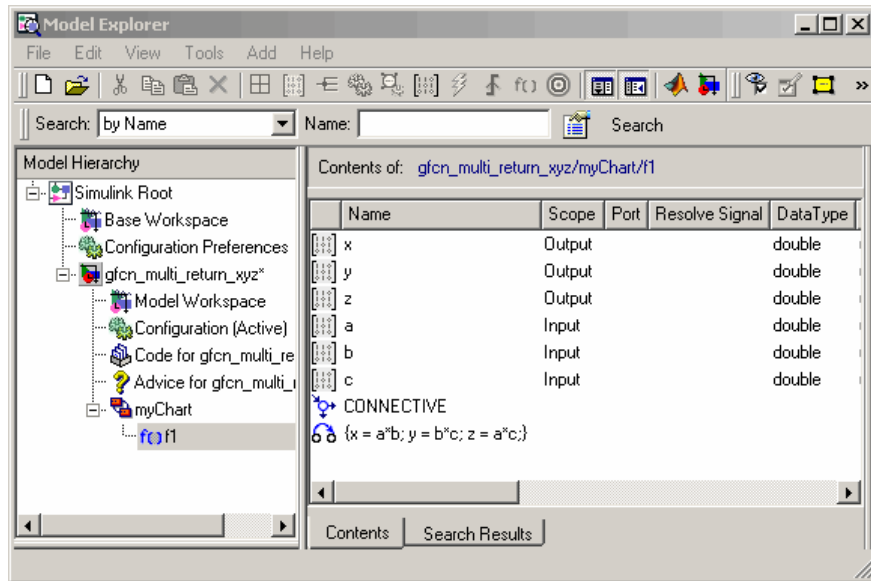 Model Explorer
File Edit View Tools Add Help
f()
Search: by Name Name: Search
Model Hierarchy
Simulink Root
Base Workspace
Configuration Preferences
gfcn_multi_return_xyz*
Model Workspace
Configuration (Active)
Code for gfcn_multi_re
Advice for gfcn_multi_
myChart
f() f1
Contents of: gfcn_multi_return_xyz/myChart/f1
Name Scope Port Resolve Signal DataType
x Output double
y Output double
z Output double
a Input double
b Input double
c Input double
CONNECTIVE
{x = a*b; y = b*c; z = a*c;}
Contents Search Results